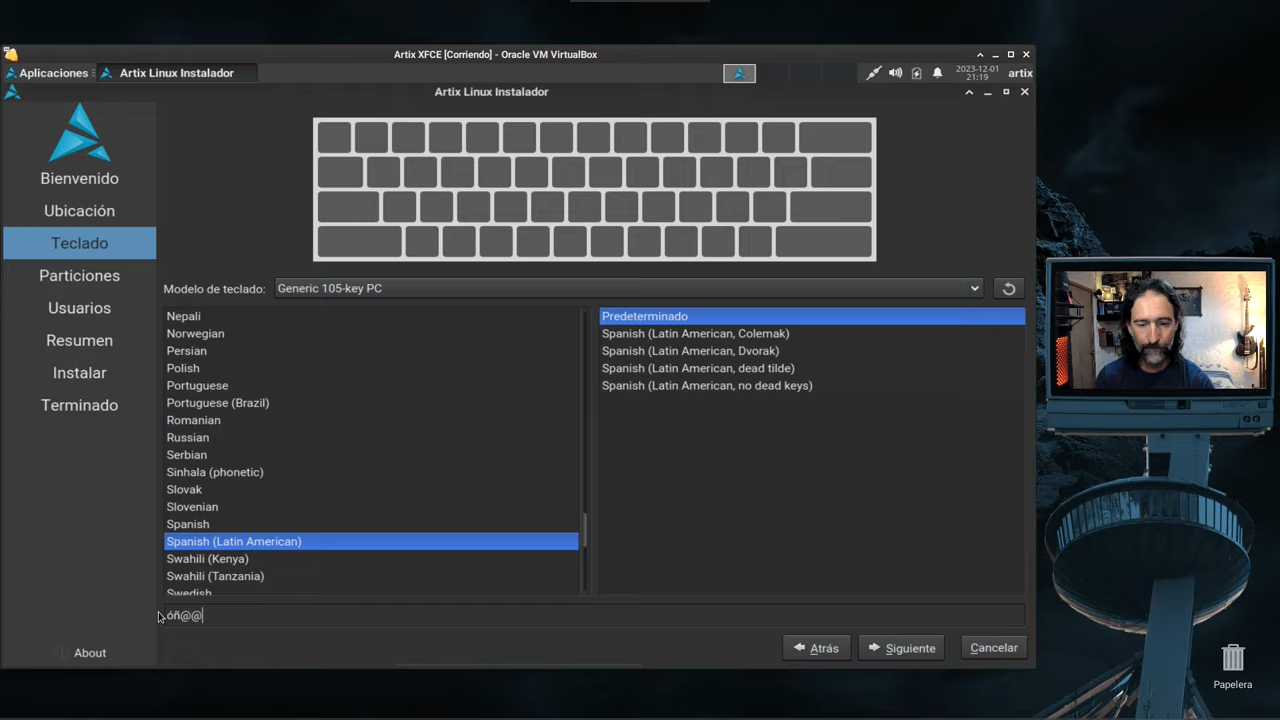 Artix XFCE [Corriendo] - Oracle VM VirtualBox
Aplicaciones
Artix Linux Instalador
2023-12-01
21:19
artix
Artix Linux Instalador
Bienvenido
Ubicación
Teclado
Particiones
Usuarios
Resumen
Instalar
Terminado
About
Modelo de teclado:
Generic 105-key PC
Nepali
Norwegian
Persian
Polish
Portuguese
Portuguese (Brazil)
Romanian
Russian
Serbian
Sinhala (phonetic)
Slovak
Slovenian
Spanish
Spanish (Latin American)
Swahili (Kenya)
Swahili (Tanzania)
Swedish
Predeterminado
Spanish (Latin American, Colemak)
Spanish (Latin American, Dvorak)
Spanish (Latin American, dead tilde)
Spanish (Latin American, no dead keys)
óñ@@
Atrás
Siguiente
Cancelar
Papelera